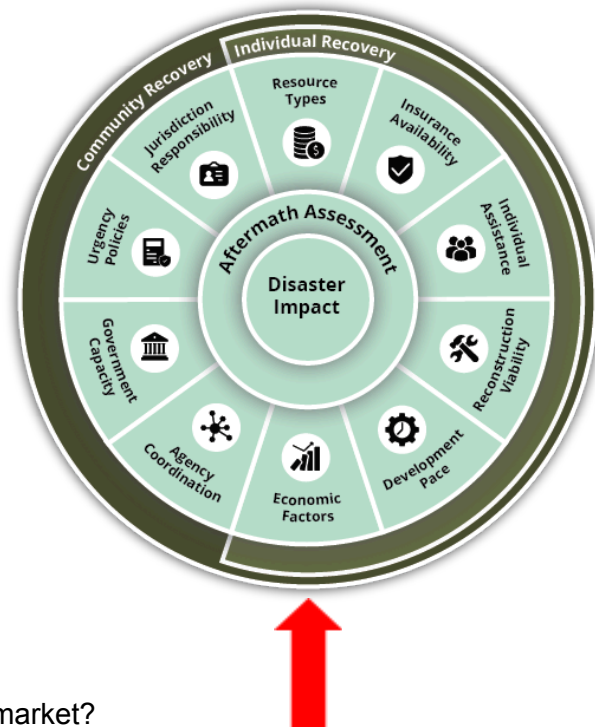 Community Recovery
Individual Recovery
Resource
Types
Insurance
Availability
Individual
Assistance
Reconstruction
Viability
Development
Pace
Economic
Factors
Agency
Coordination
Government
Capacity
Urgency
Policies
Jurisdiction
Responsibility
Aftermath Assessment
Disaster
Impact
market?